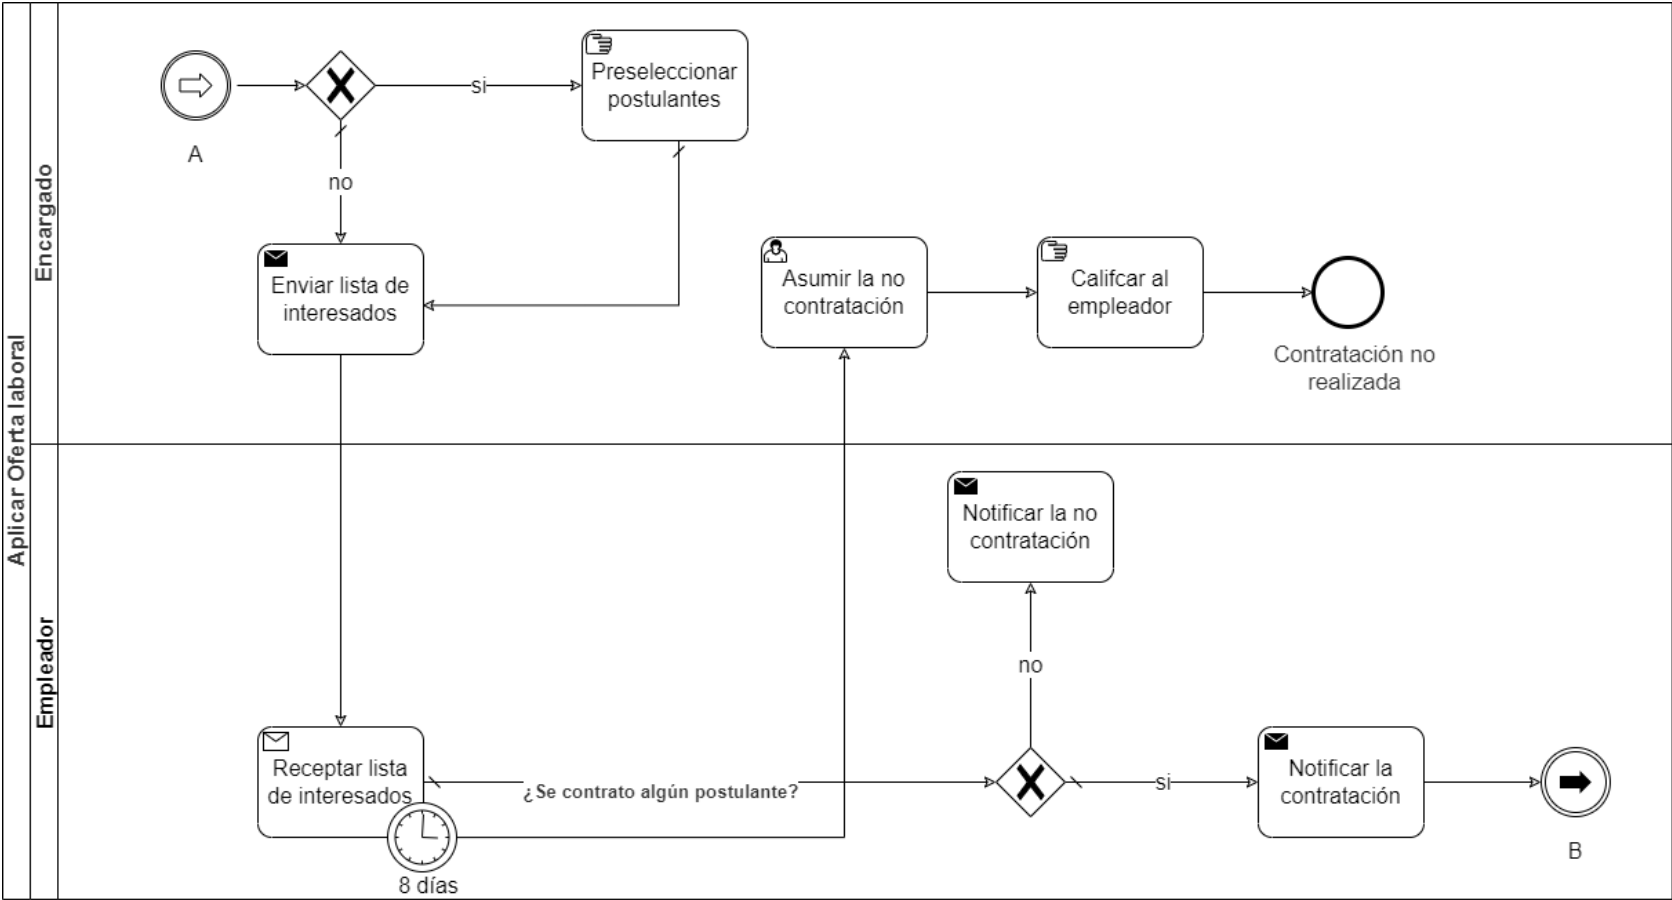 Aplicar Oferta laboral
Encargado
A
si
no
Preseleccionar
postulantes
Enviar lista de
interesados
Asumir la no
contratación
Califcar al
empleador
Contratación no
realizada
Empleador
Receptar lista
de interesados
8 días
¿Se contrato algún postulante?
no
Notificar la no
contratación
si
Notificar la
contratación
B